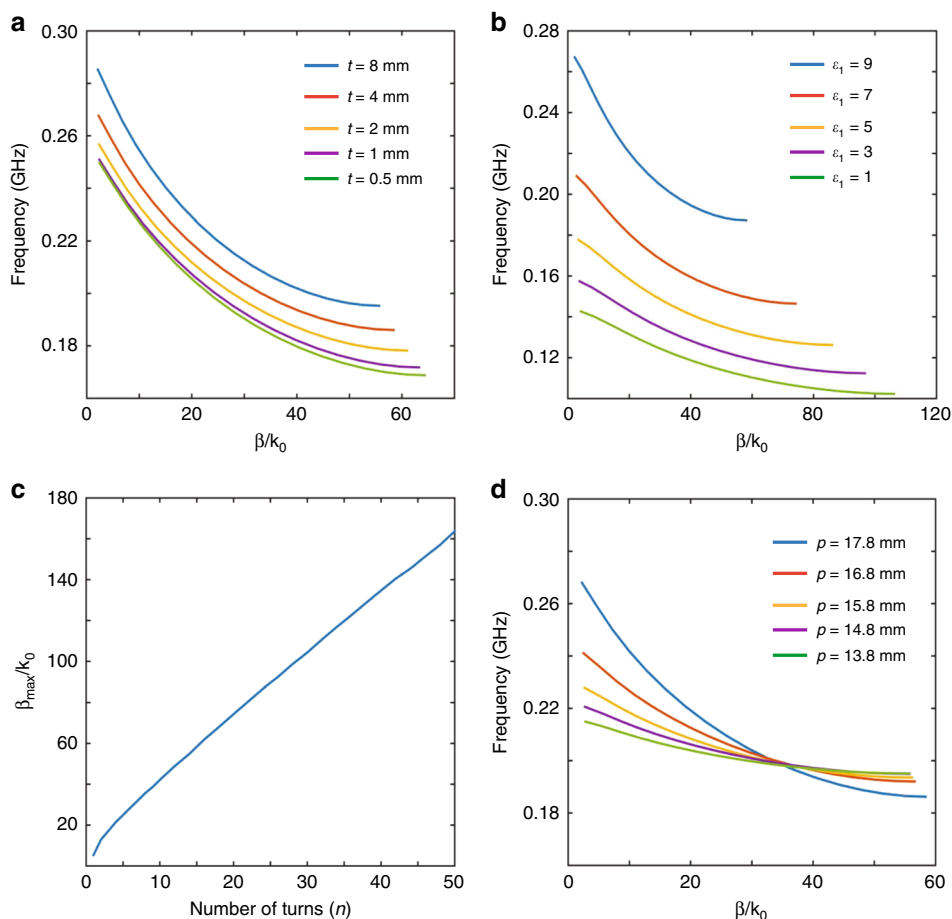 a
0.30
0.26
0.22
0.18
Frequency (GHz)
0
20
40
60
β/k0
t = 8 mm
t = 4 mm
t = 2 mm
t = 1 mm
t = 0.5 mm
b
0.28
0.24
0.20
0.16
0.12
Frequency (GHz)
0
40
80
120
β/k0
ε1 = 9
ε1 = 7
ε1 = 5
ε1 = 3
ε1 = 1
c
180
140
100
60
20
βmax/k0
0
10
20
30
40
50
Number of turns (n)
d
0.30
0.26
0.22
0.18
Frequency (GHz)
0
20
40
60
β/k0
p = 17.8 mm
p = 16.8 mm
p = 15.8 mm
p = 14.8 mm
p = 13.8 mm